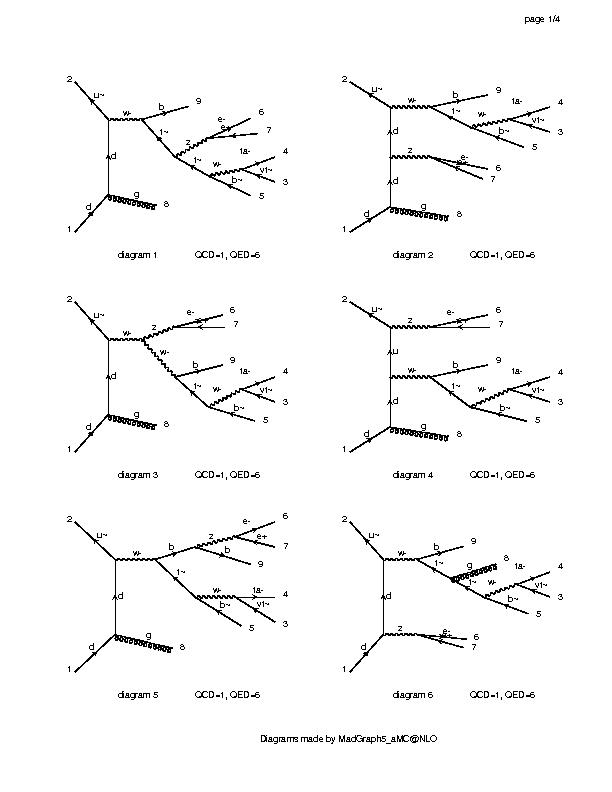 page 1/4
2
u~
w-
b
9
e-
6
e+
7
z
t~
ta-
4
w-
t~
vt~
3
d
b~
5
g
8
d
1
diagram 1 QCD=1, QED=6
2
u~
w-
b
9
ta-
4
w-
t~
vt~
3
b~
5
d
z
e-
6
7
d
g
8
d
1
diagram 2 QCD=1, QED=6
2
u~
w-
z
e-
6
7
w-
b
9
ta-
4
d
t~
w-
vt~
3
b~
5
g
8
d
1
diagram 3 QCD=1, QED=6
2
u~
z
e-
6
7
u
w-
b
9
ta-
4
t~
w-
vt~
3
b~
5
d
g
8
d
1
diagram 4 QCD=1, QED=6
2
u~
w-
b
z
e-
6
e+
7
b
9
t~
w-
ta-
4
d
b~
vt~
3
5
g
8
d
1
diagram 5 QCD=1, QED=6
2
u~
w-
b
9
g
8
t~
t~
w-
ta-
4
vt~
3
b~
5
d
z
e-
6
7
d
1
diagram 6 QCD=1, QED=6
Diagrams made by MadGraph5_aMC@NLO